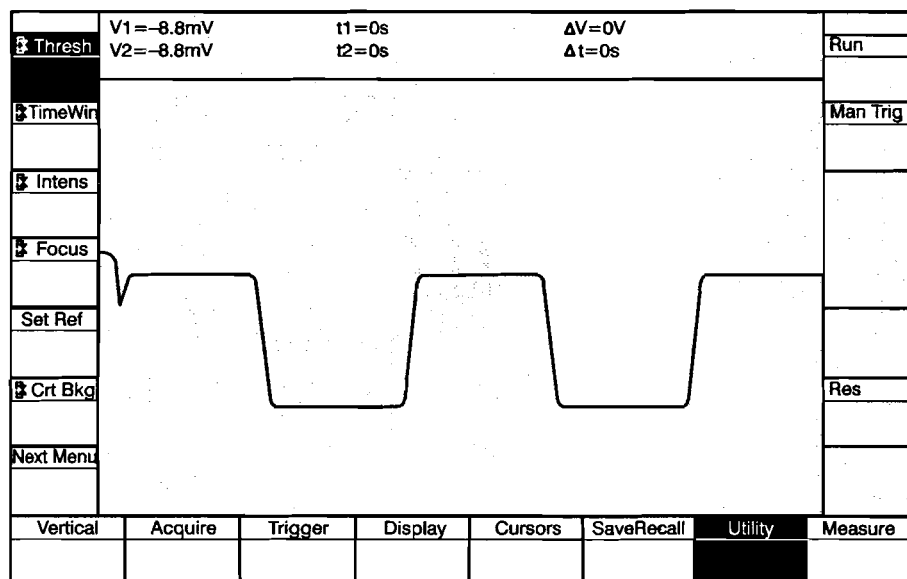 V1=–8.8mV t1=0s ΔV=0V
V2=–8.8mV t2=0s Δt=0s
Thresh
TimeWin
Intens
Focus
Set Ref
Crt Bkg
Next Menu
Run
Man Trig
Res
Vertical Acquire Trigger Display Cursors SaveRecall Utility Measure